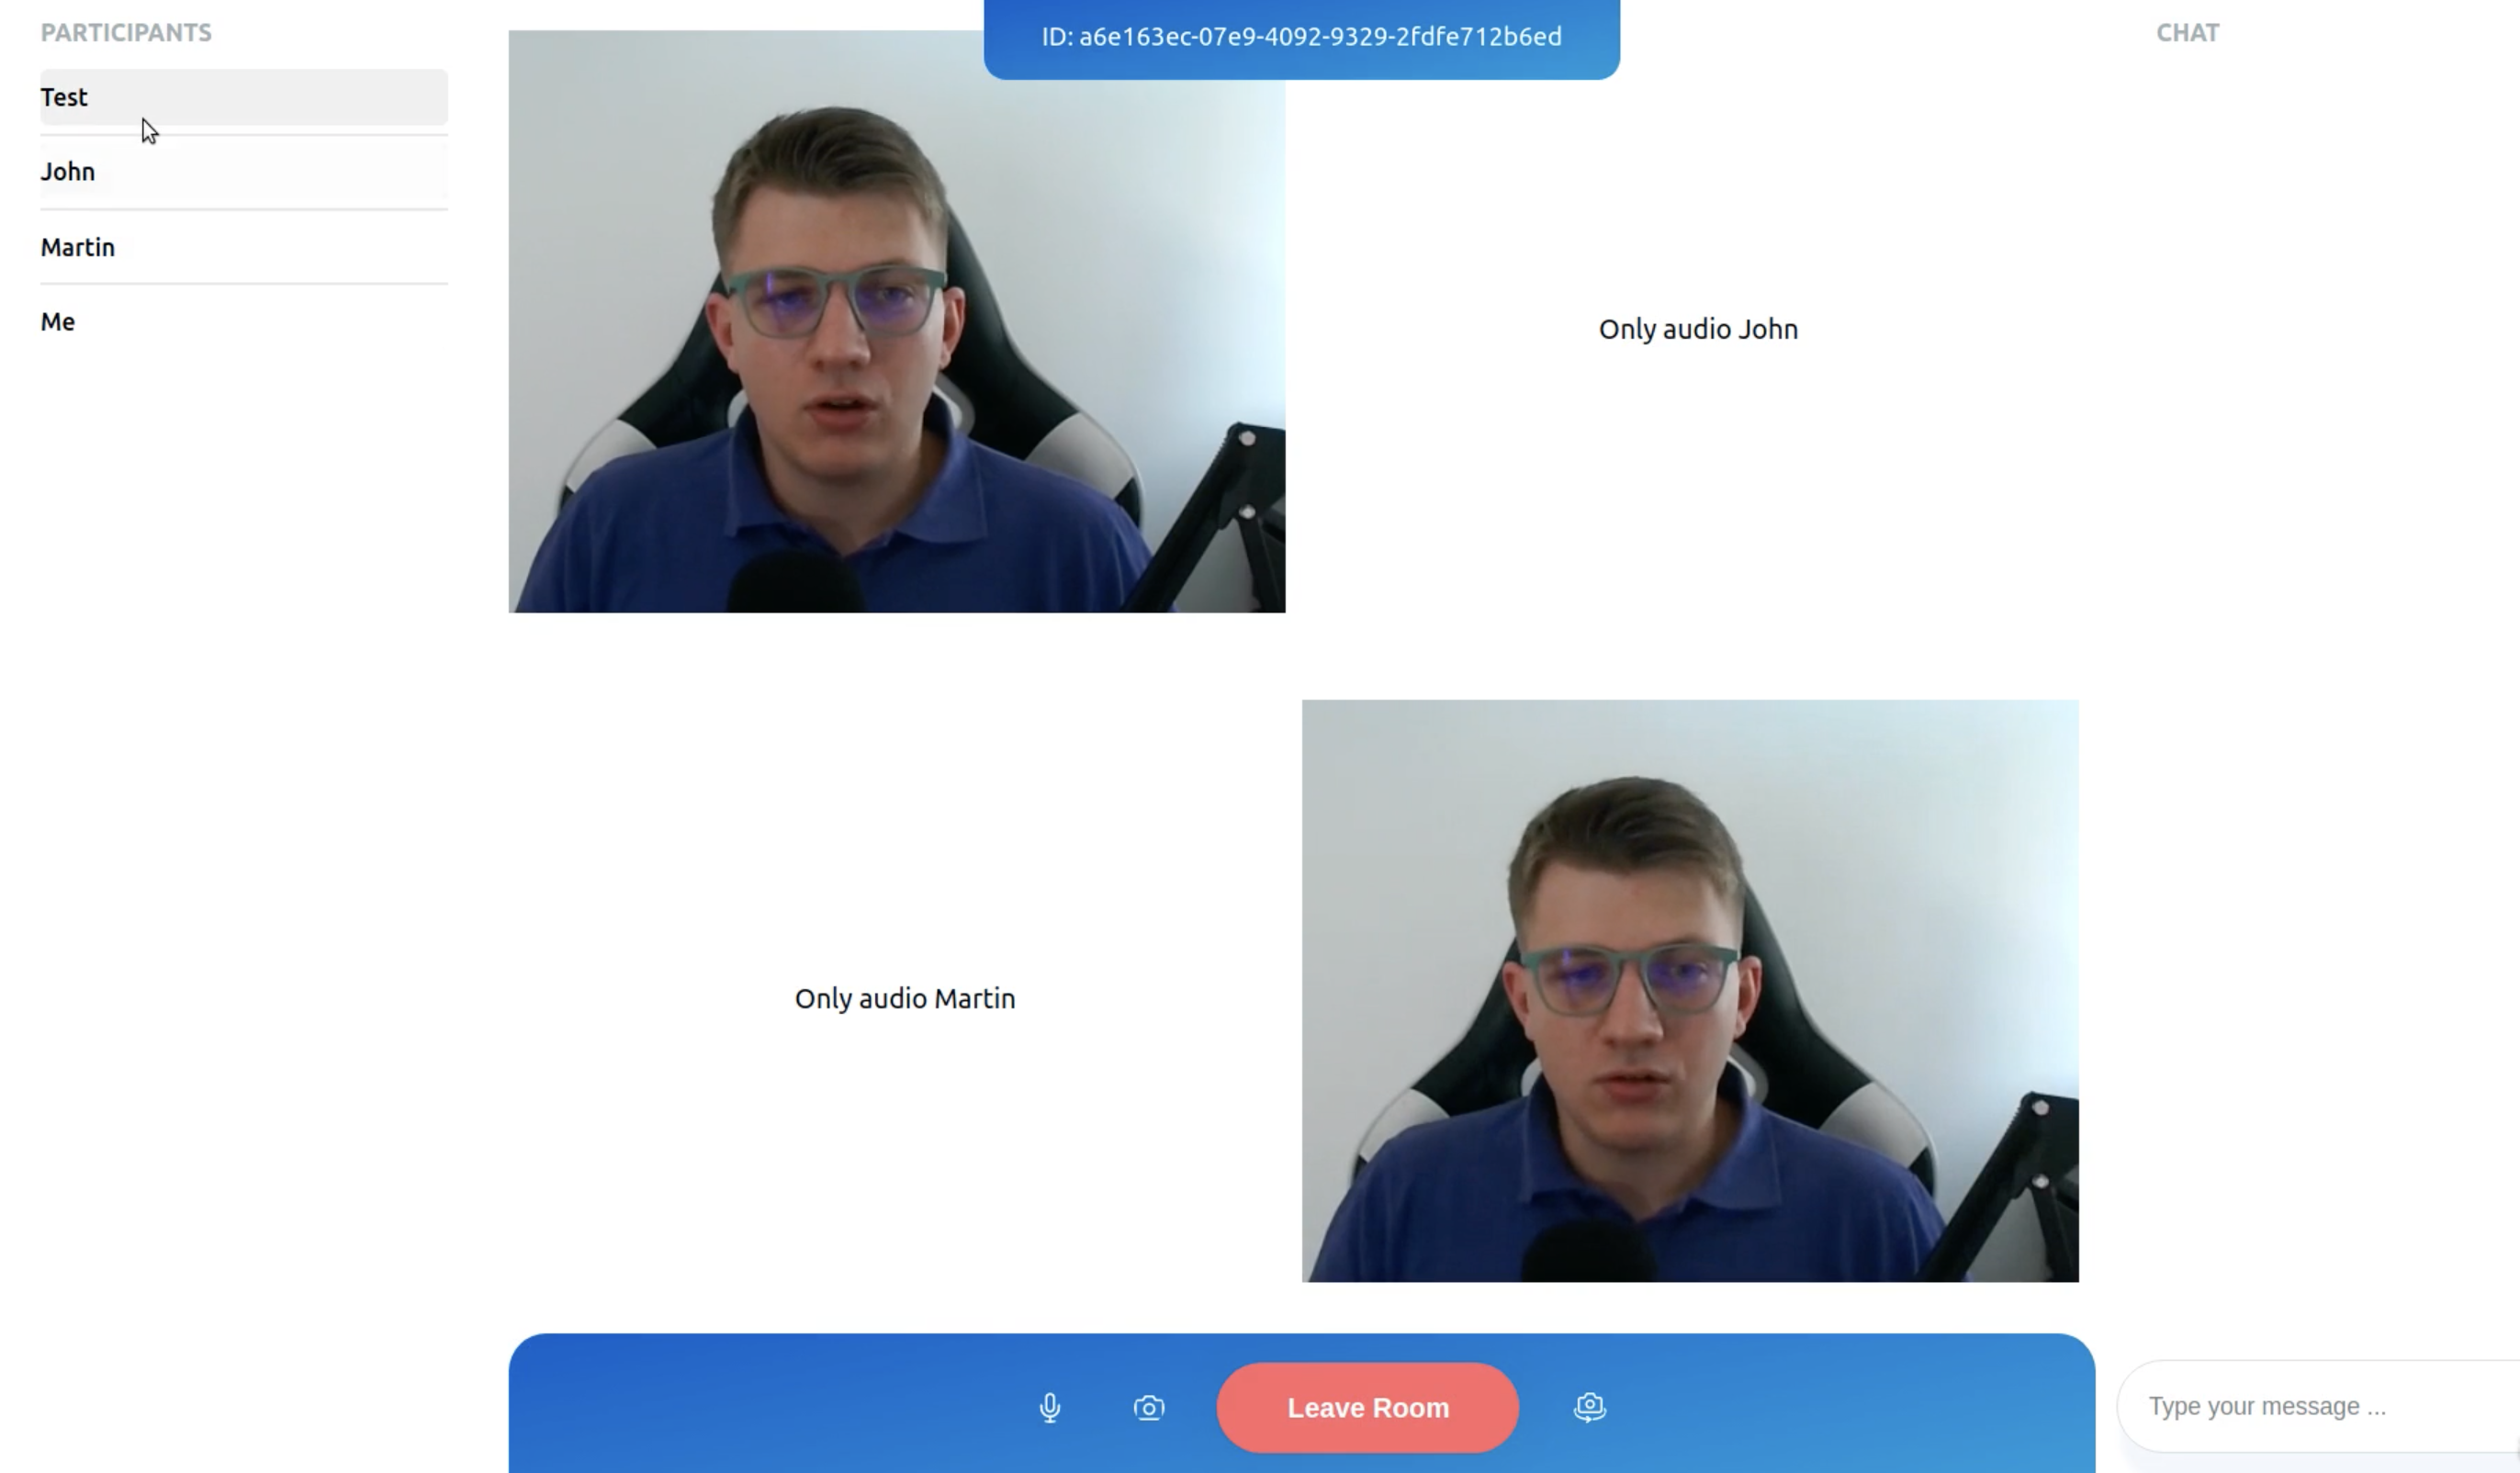 PARTICIPANTS
Test
John
Martin
Me
ID: a6e163ec-07e9-4092-9329-2fdfe712b6ed
Only audio John
Only audio Martin
Leave Room
CHAT
Type your message ...